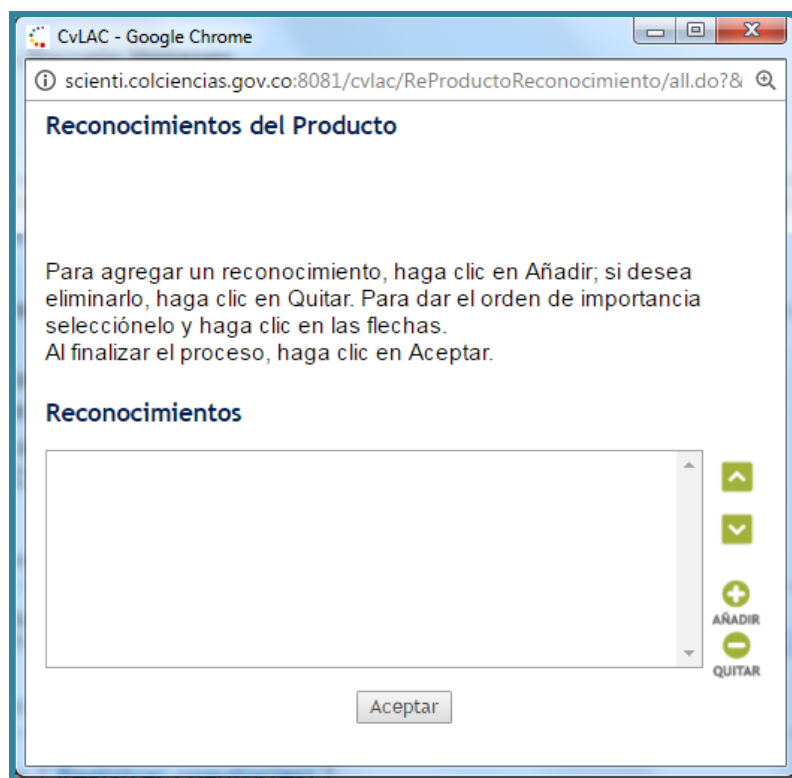 CvLAC - Google Chrome
scienti.colciencias.gov.co:8081/cvlac/ReProductoReconocimiento/all.do?&
Reconocimientos del Producto
Para agregar un reconocimiento, haga clic en Añadir; si desea
eliminarlo, haga clic en Quitar. Para dar el orden de importancia
selecciónelo y haga clic en las flechas.
Al finalizar el proceso, haga clic en Aceptar.
Reconocimientos
AÑADIR
QUITAR
Aceptar